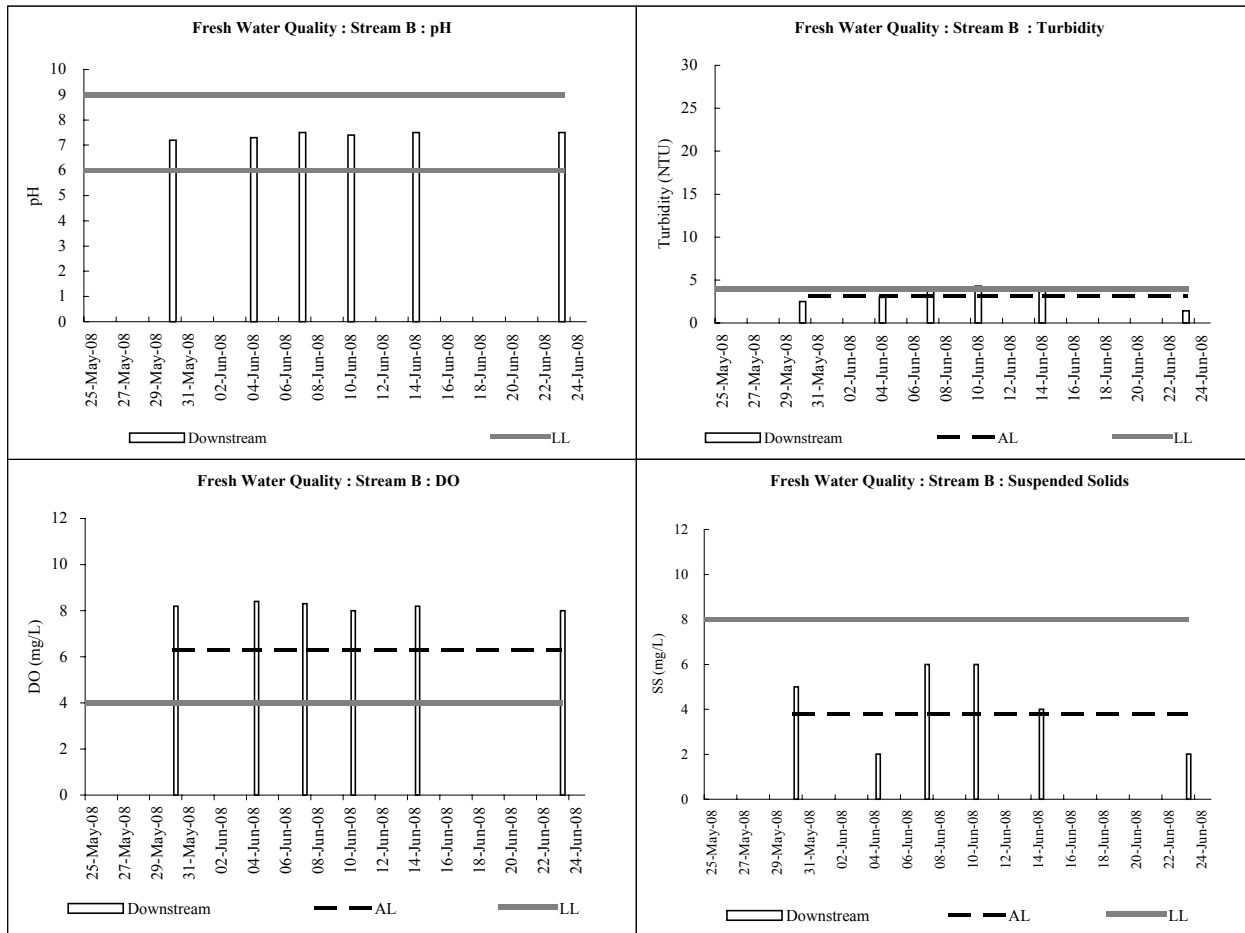 Fresh Water Quality : Stream B : pH
10
9
8
7
6
5
4
3
2
1
0
pH
25-May-08
27-May-08
29-May-08
31-May-08
02-Jun-08
04-Jun-08
06-Jun-08
08-Jun-08
10-Jun-08
12-Jun-08
14-Jun-08
16-Jun-08
18-Jun-08
20-Jun-08
22-Jun-08
24-Jun-08
Downstream LL
Fresh Water Quality : Stream B : Turbidity
30
25
20
15
10
5
0
Turbidity (NTU)
25-May-08
27-May-08
29-May-08
31-May-08
02-Jun-08
04-Jun-08
06-Jun-08
08-Jun-08
10-Jun-08
12-Jun-08
14-Jun-08
16-Jun-08
18-Jun-08
20-Jun-08
22-Jun-08
24-Jun-08
Downstream AL LL
Fresh Water Quality : Stream B : DO
12
10
8
6
4
2
0
DO (mg/L)
25-May-08
27-May-08
29-May-08
31-May-08
02-Jun-08
04-Jun-08
06-Jun-08
08-Jun-08
10-Jun-08
12-Jun-08
14-Jun-08
16-Jun-08
18-Jun-08
20-Jun-08
22-Jun-08
24-Jun-08
Downstream AL LL
Fresh Water Quality : Stream B : Suspended Solids
12
10
8
6
4
2
0
SS (mg/L)
25-May-08
27-May-08
29-May-08
31-May-08
02-Jun-08
04-Jun-08
06-Jun-08
08-Jun-08
10-Jun-08
12-Jun-08
14-Jun-08
16-Jun-08
18-Jun-08
20-Jun-08
22-Jun-08
24-Jun-08
Downstream AL LL